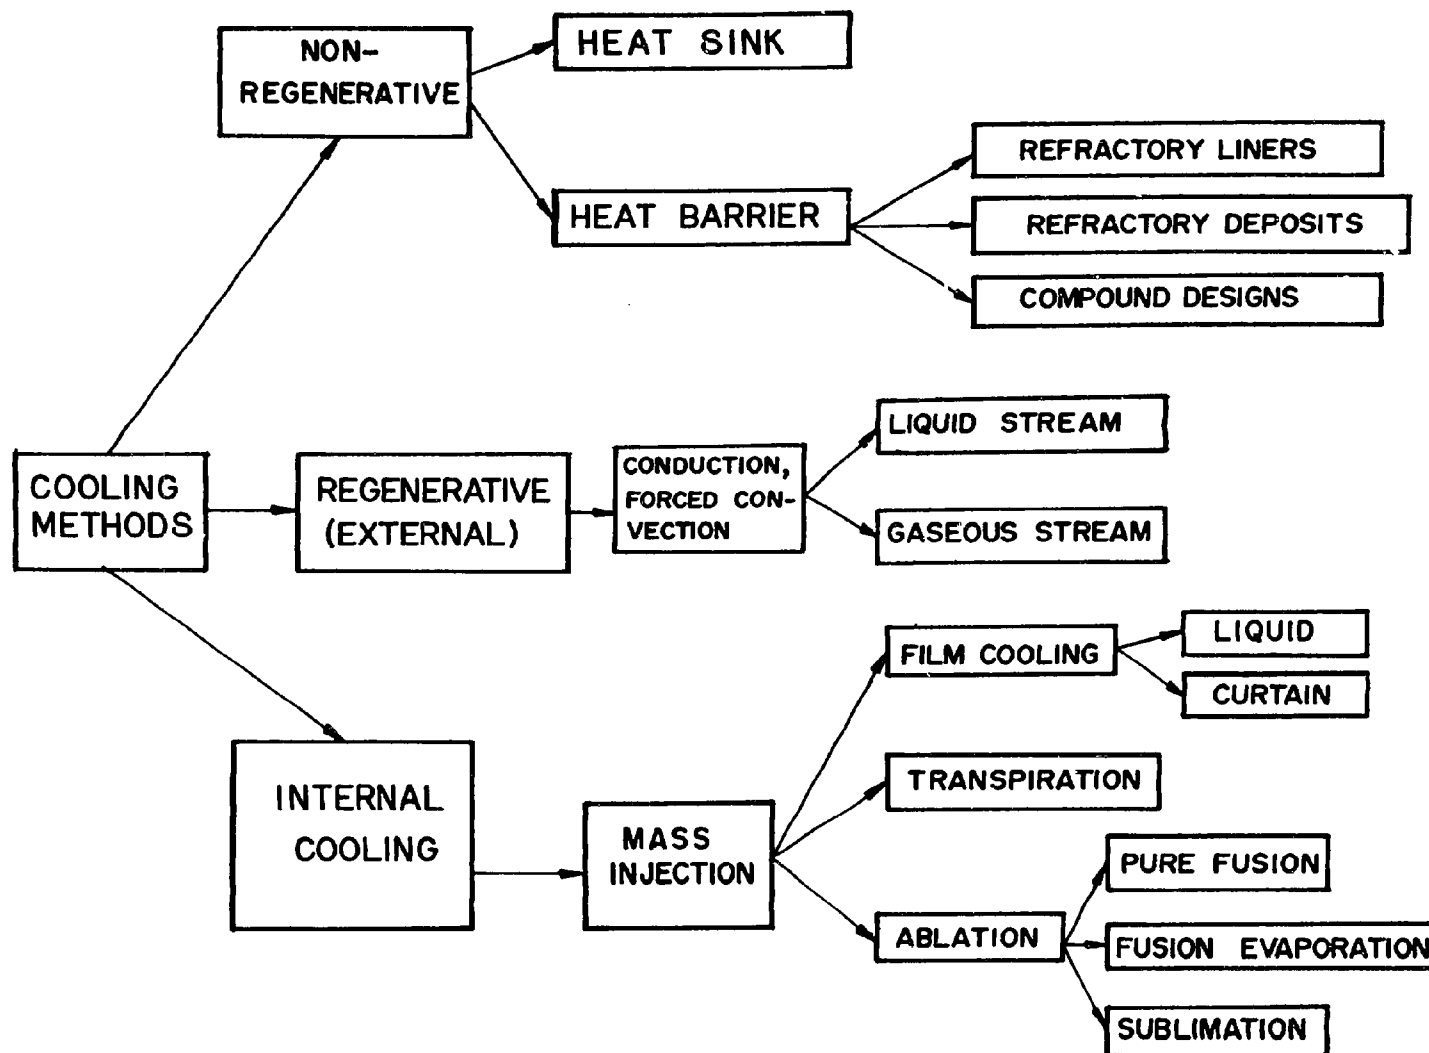 NON-
REGENERATIVE
HEAT SINK
HEAT BARRIER
REFRACTORY LINERS
REFRACTORY DEPOSITS
COMPOUND DESIGNS
COOLING
METHODS
REGENERATIVE
(EXTERNAL)
CONDUCTION,
FORCED CON-
VECTION
LIQUID STREAM
GASEOUS STREAM
INTERNAL
COOLING
MASS
INJECTION
FILM COOLING
LIQUID
CURTAIN
TRANSPIRATION
ABLATION
PURE FUSION
FUSION EVAPORATION
SUBLIMATION